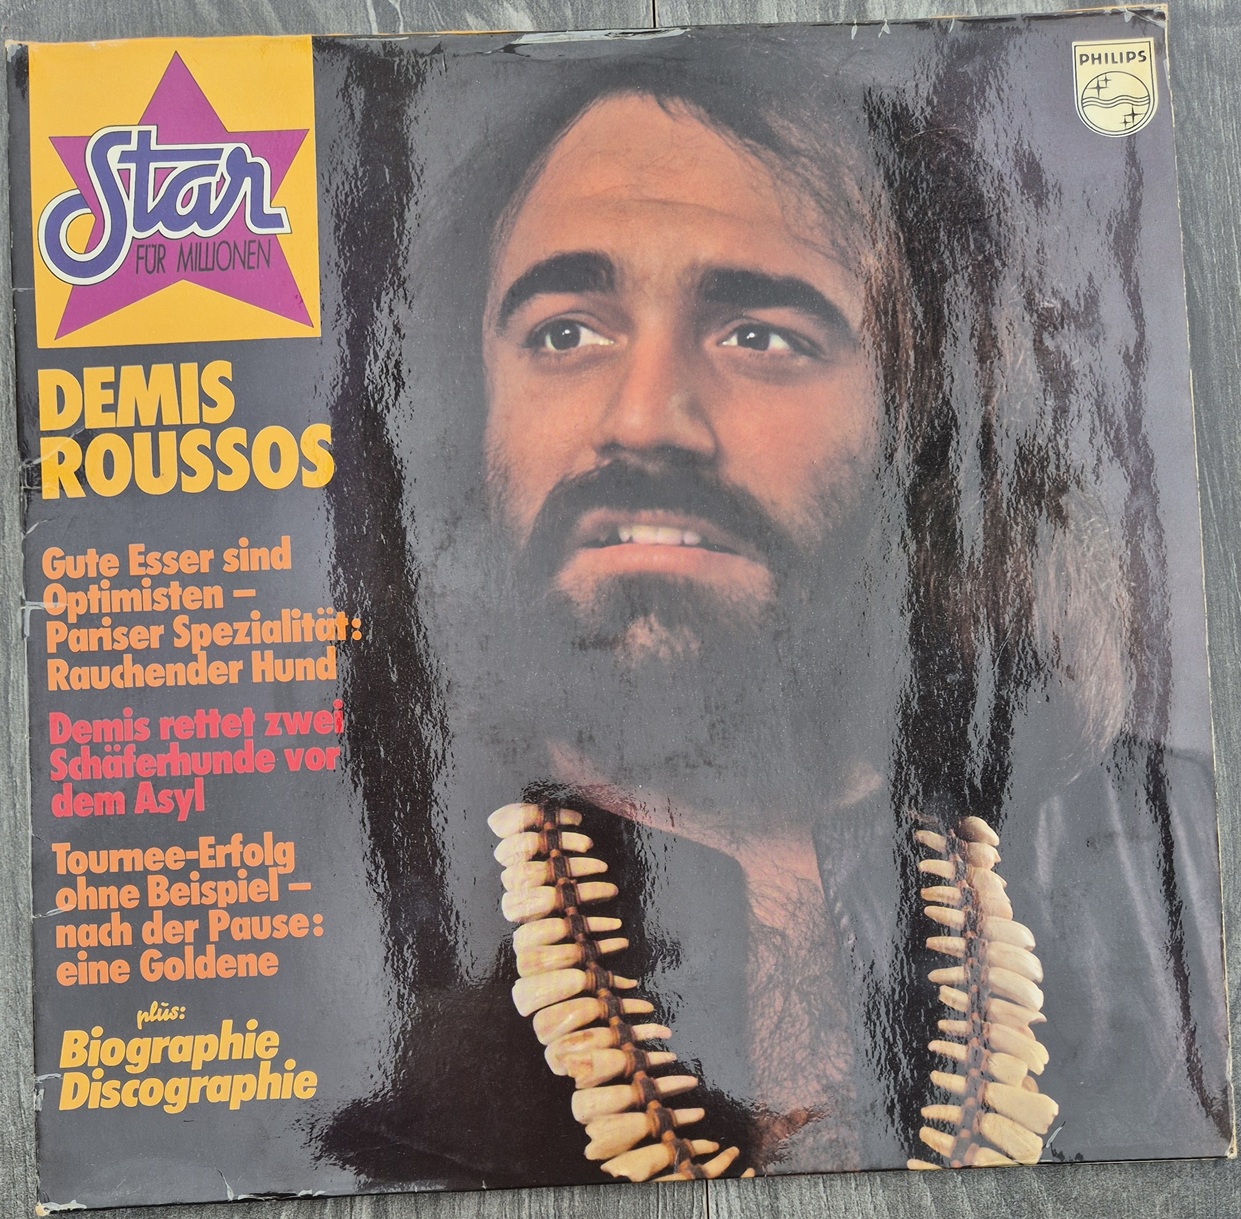 Star
FÜR MILLIONEN
PHILIPS
DEMIS
ROUSSOS
Gute Esser sind
Optimisten –
Pariser Spezialität:
Rauchender Hund
Demis rettet zwei
Schäferhunde vor
dem Asyl
Tournee-Erfolg
ohne Beispiel –
nach der Pause:
eine Goldene
plus:
Biographie
Discographie